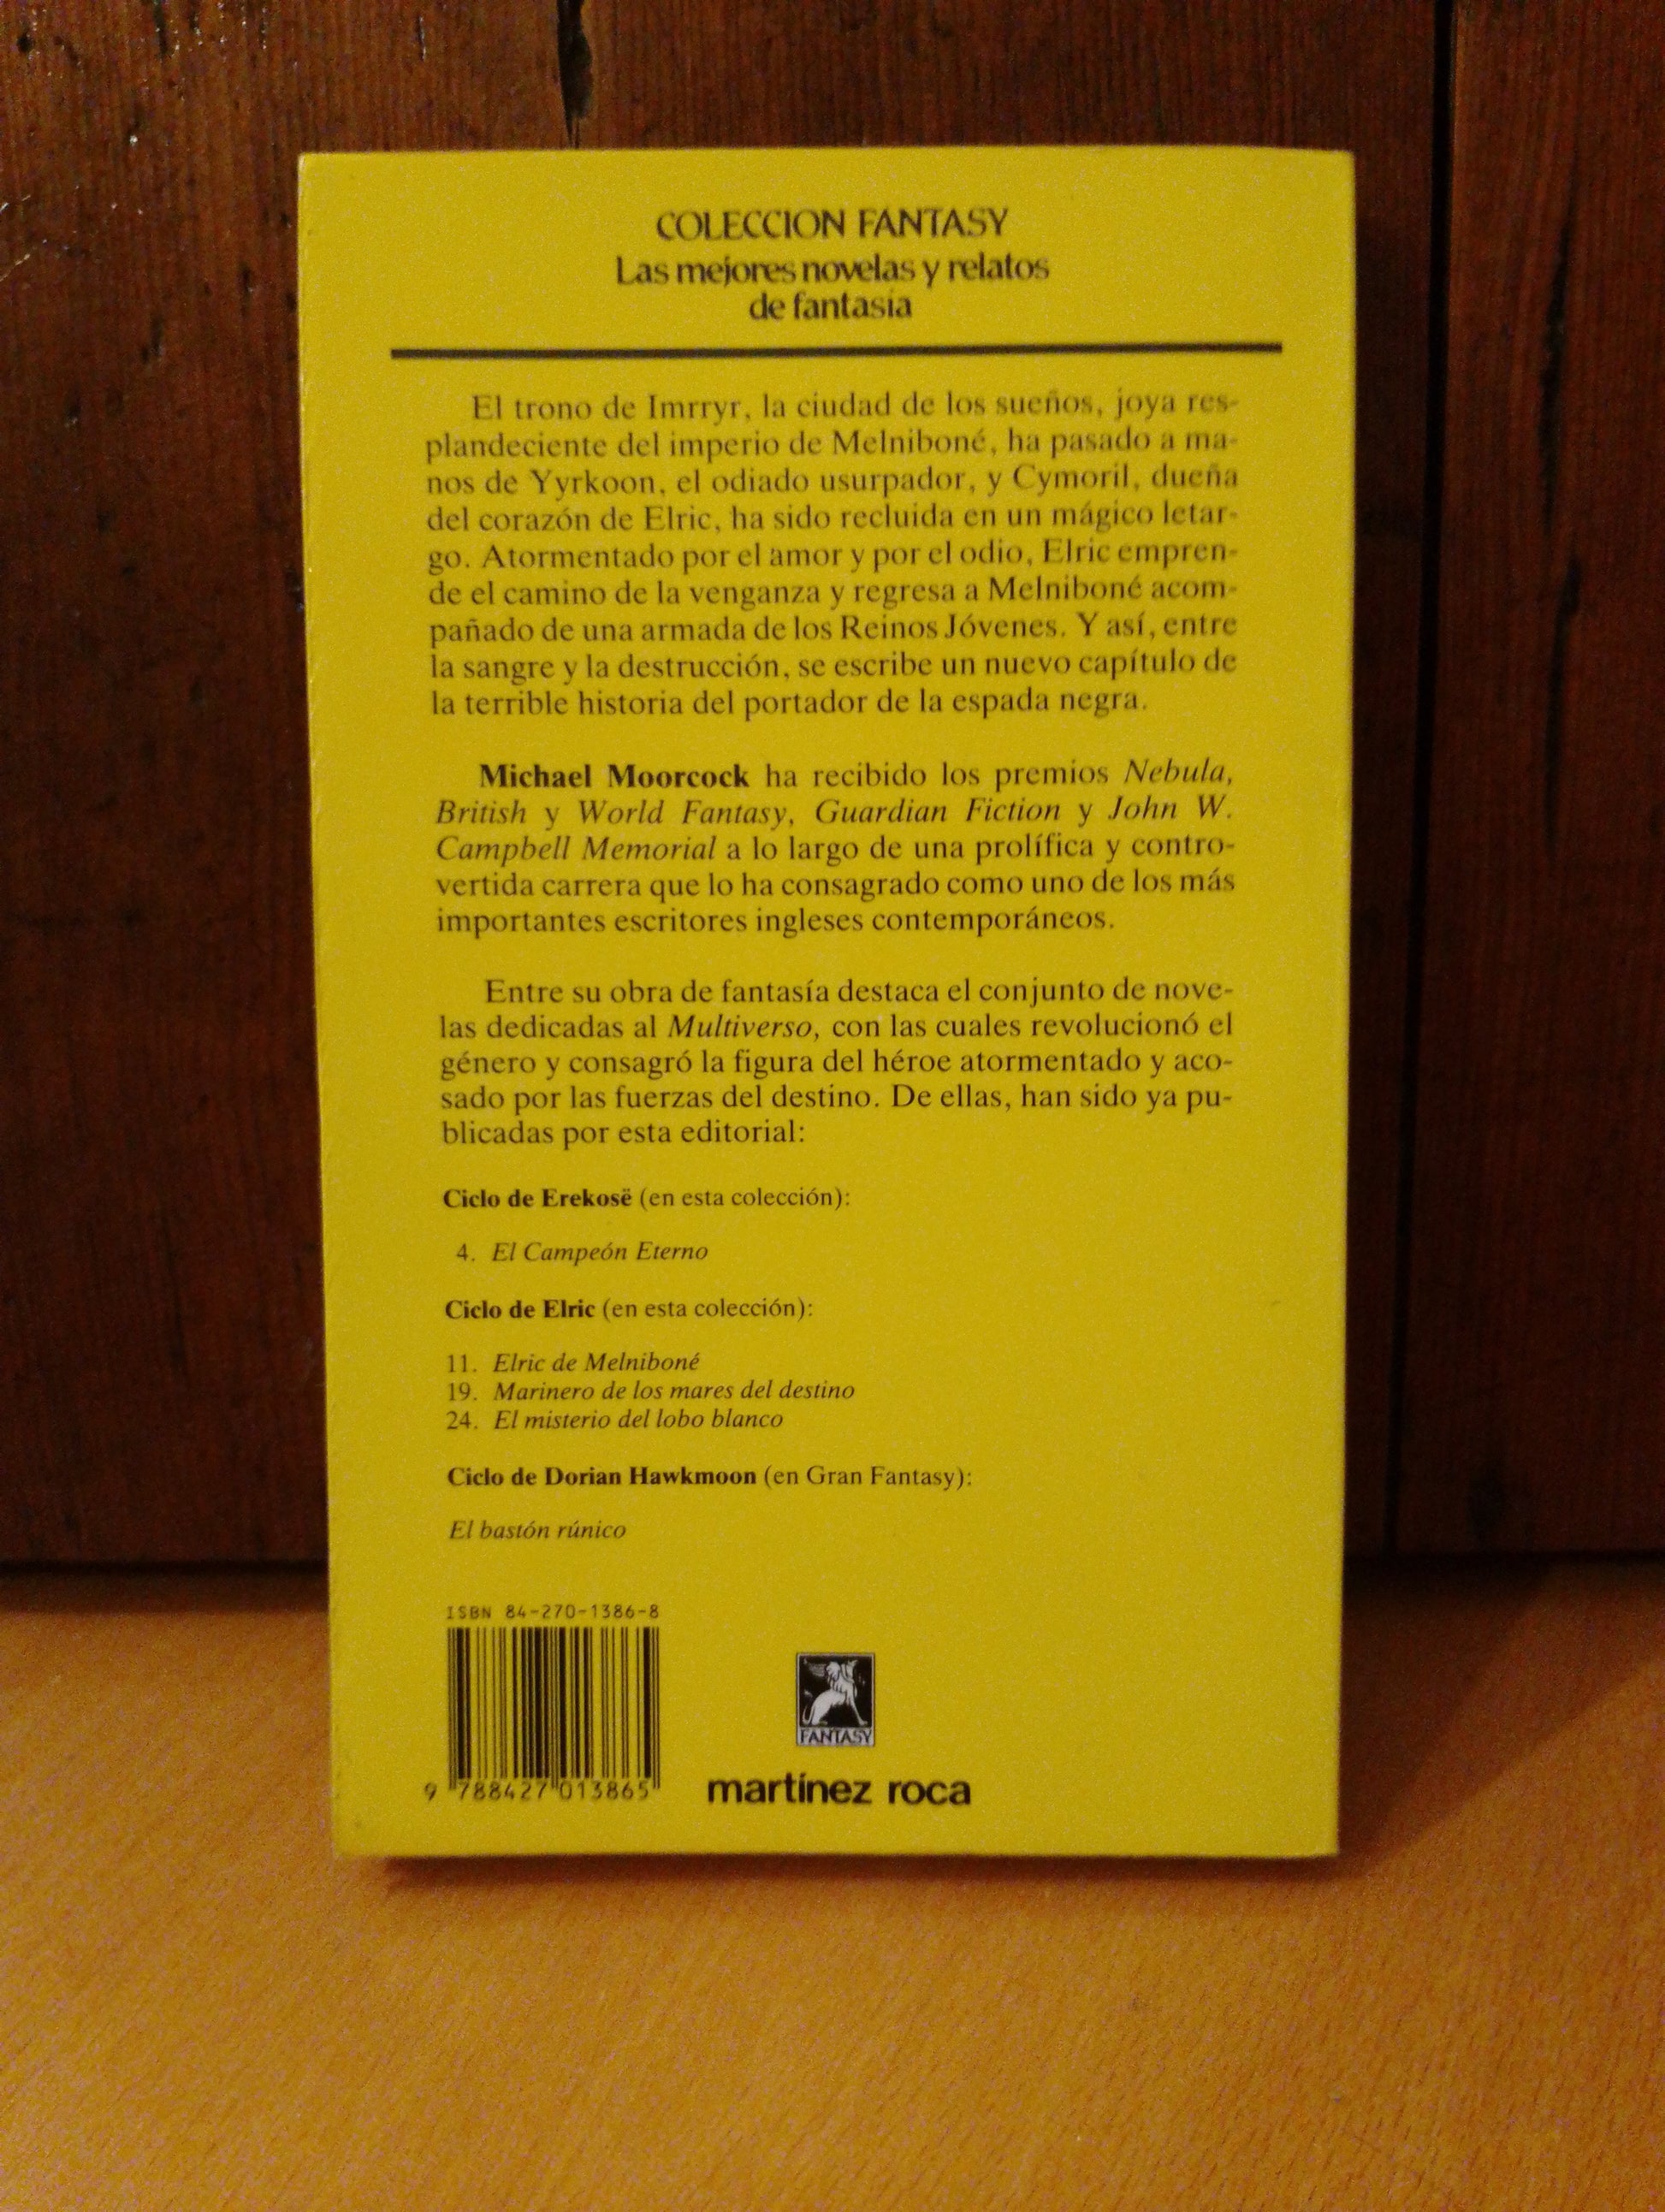 COLECCION FANTASY
Las mejores novelas y relatos
de fantasía
El trono de Imrryr, la ciudad de los sueños, joya res-
plandeciente del imperio de Melniboné, ha pasado a ma-
nos de Yyrkoon, el odiado usurpador, y Cymoril, dueña
del corazón de Elric, ha sido recluida en un mágico letar-
go. Atormentado por el amor y por el odio, Elric empren-
de el camino de la venganza y regresa a Melniboné acom-
pañado de una armada de los Reinos Jóvenes. Y así, entre
la sangre y la destrucción, se escribe un nuevo capítulo de
la terrible historia del portador de la espada negra.
Michael Moorcock ha recibido los premios Nebula,
British y World Fantasy, Guardian Fiction y John W.
Campbell Memorial a lo largo de una prolífica y contro-
vertida carrera que lo ha consagrado como uno de los más
importantes escritores ingleses contemporáneos.
Entre su obra de fantasía destaca el conjunto de nove-
las dedicadas al Multiverso, con las cuales revolucionó el
género y consagró la figura del héroe atormentado y aco-
sado por las fuerzas del destino. De ellas, han sido ya pu-
blicadas por esta editorial:
Ciclo de Erekosë (en esta colección):
4. El Campeón Eterno
Ciclo de Elric (en esta colección):
11. Elric de Melniboné
19. Marinero de los mares del destino
24. El misterio del lobo blanco
Ciclo de Dorian Hawkmoon (en Gran Fantasy):
El bastón rúnico
ISBN 84-270-1386-8
9 788427 013865
FANTASY
martínez roca